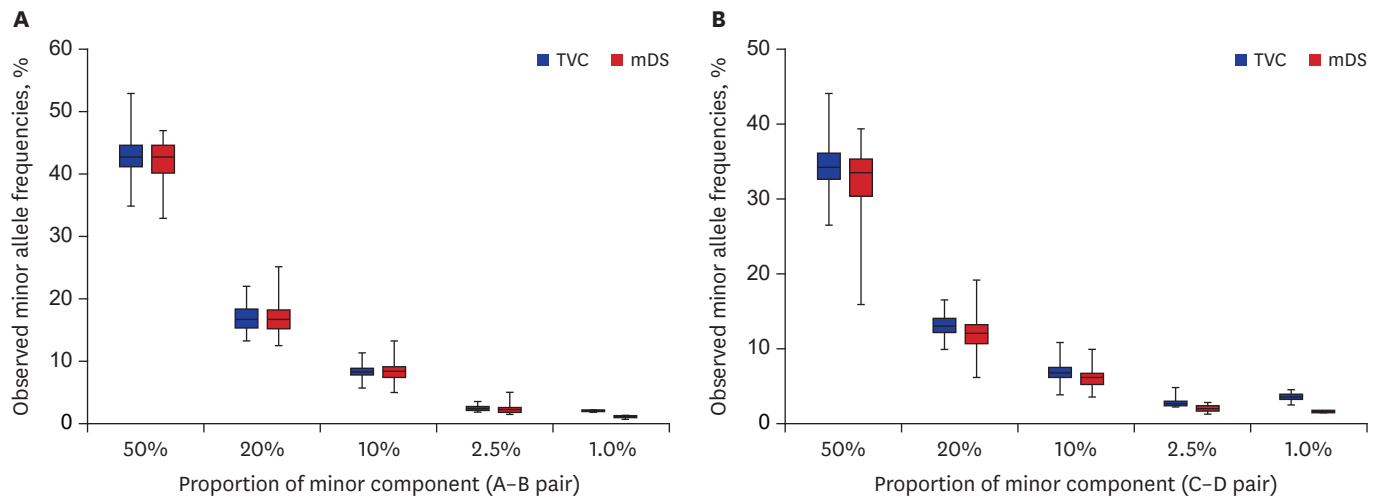 A
Observed minor allele frequencies, %
60
50
40
30
20
10
0
TVC mDS
50% 20% 10% 2.5% 1.0%
Proportion of minor component (A–B pair)
B
Observed minor allele frequencies, %
50
40
30
20
10
0
TVC mDS
50% 20% 10% 2.5% 1.0%
Proportion of minor component (C–D pair)